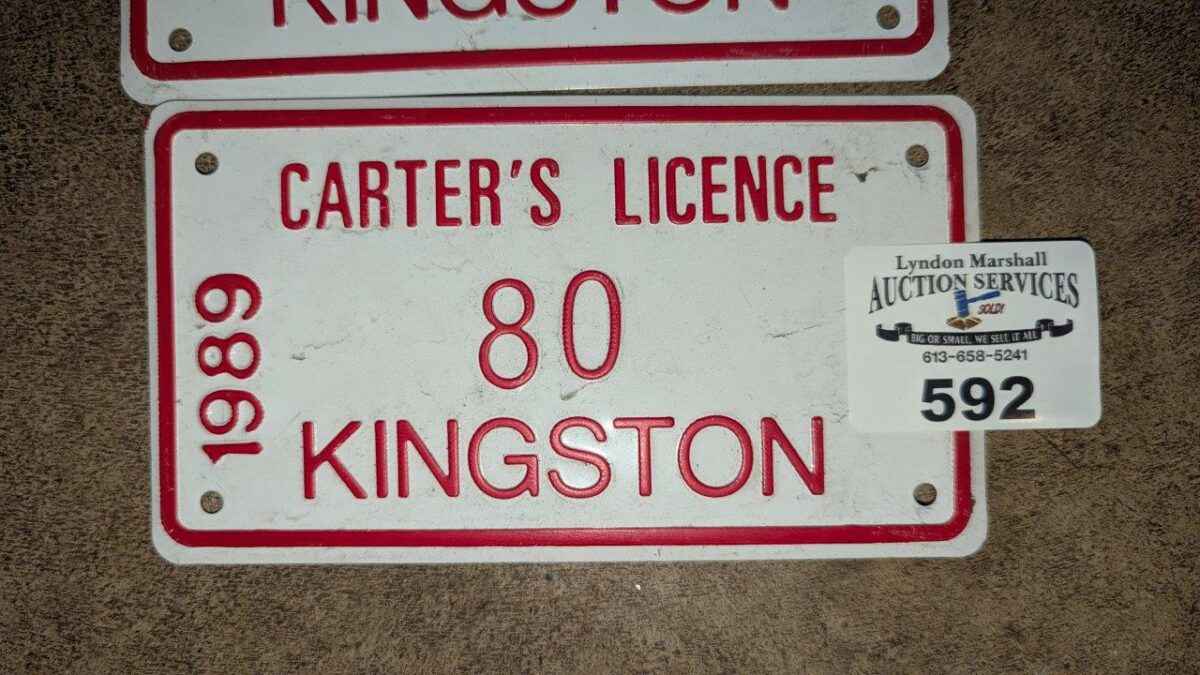 KINGSTON
CARTER'S LICENCE
1989
80
KINGSTON
Lyndon Marshall
AUCTION SERVICES
SOLD!
BIG OR SMALL, WE SELL IT ALL
613-658-5241
592